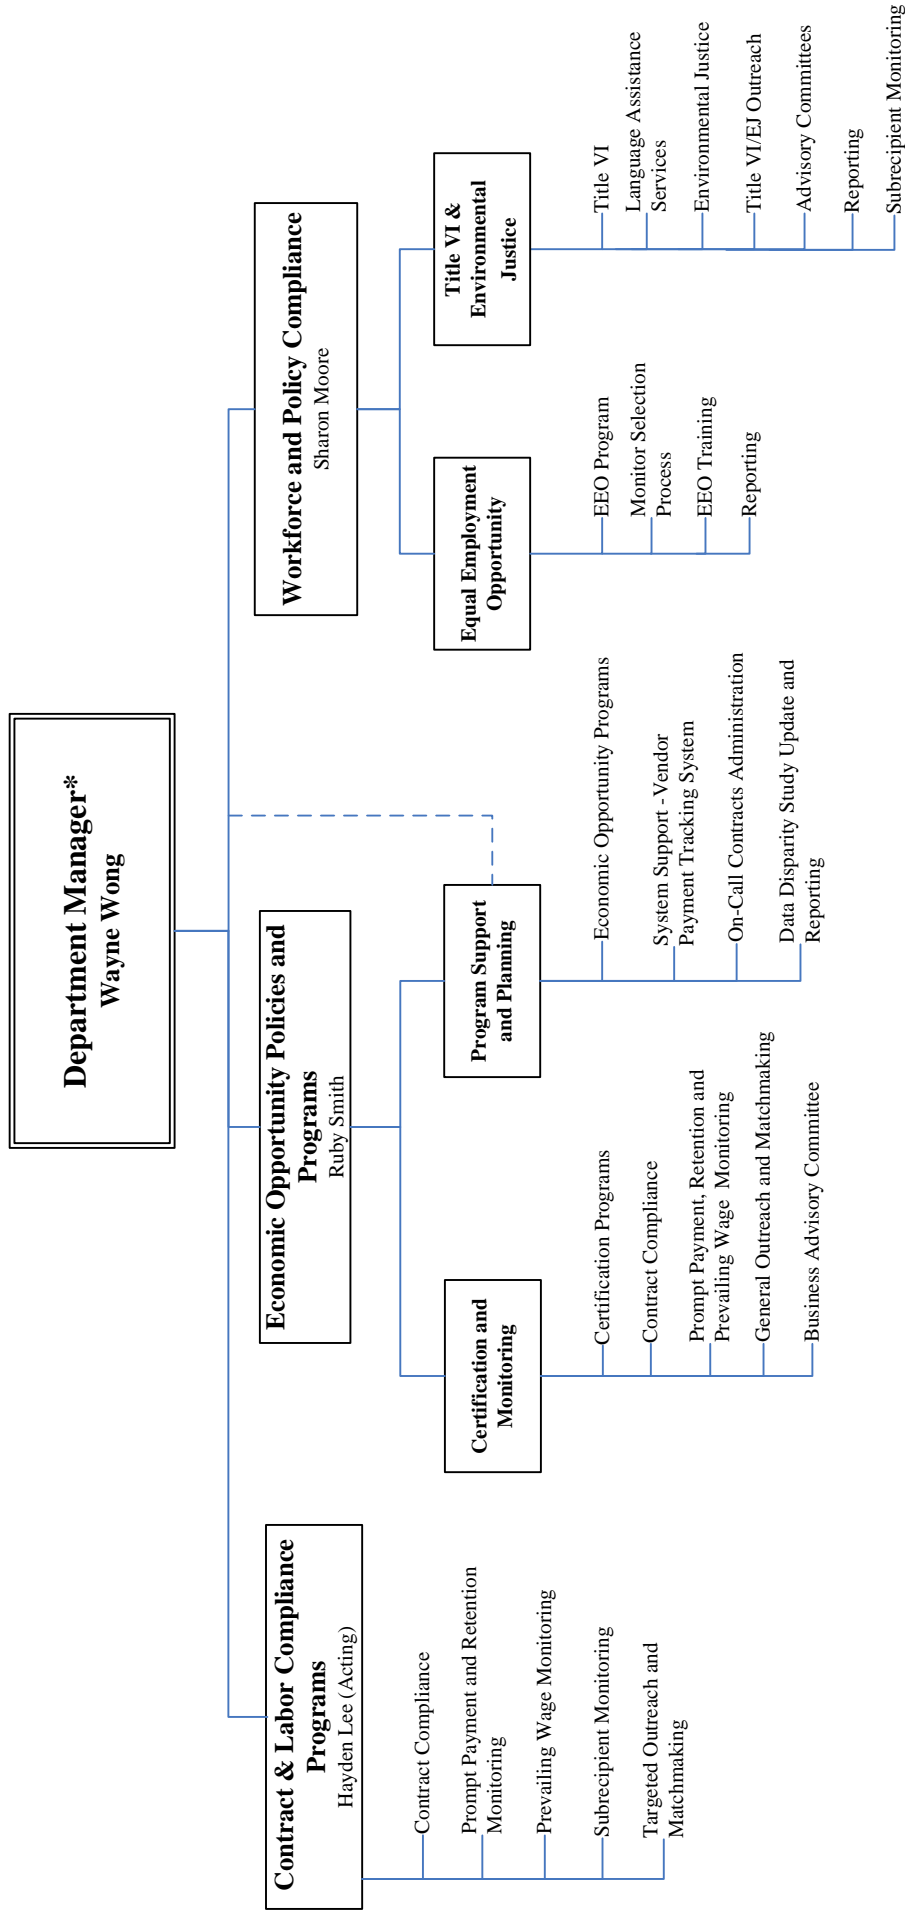 Department Manager*
Wayne Wong
Contract & Labor Compliance
Programs
Hayden Lee (Acting)
Contract Compliance
Prompt Payment and Retention
Monitoring
Prevailing Wage Monitoring
Subrecipient Monitoring
Targeted Outreach and
Matchmaking
Economic Opportunity Policies and
Programs
Ruby Smith
Certification and
Monitoring
Certification Programs
Contract Compliance
Prompt Payment, Retention and
Prevailing Wage Monitoring
General Outreach and Matchmaking
Business Advisory Committee
Program Support
and Planning
Economic Opportunity Programs
System Support -Vendor
Payment Tracking System
On-Call Contracts Administration
Data Disparity Study Update and
Reporting
Workforce and Policy Compliance
Sharon Moore
Equal Employment
Opportunity
EEO Program
Monitor Selection
Process
EEO Training
Reporting
Title VI &
Environmental
Justice
Title VI
Language Assistance
Services
Environmental Justice
Title VI/EJ Outreach
Advisory Committees
Reporting
Subrecipient Monitoring